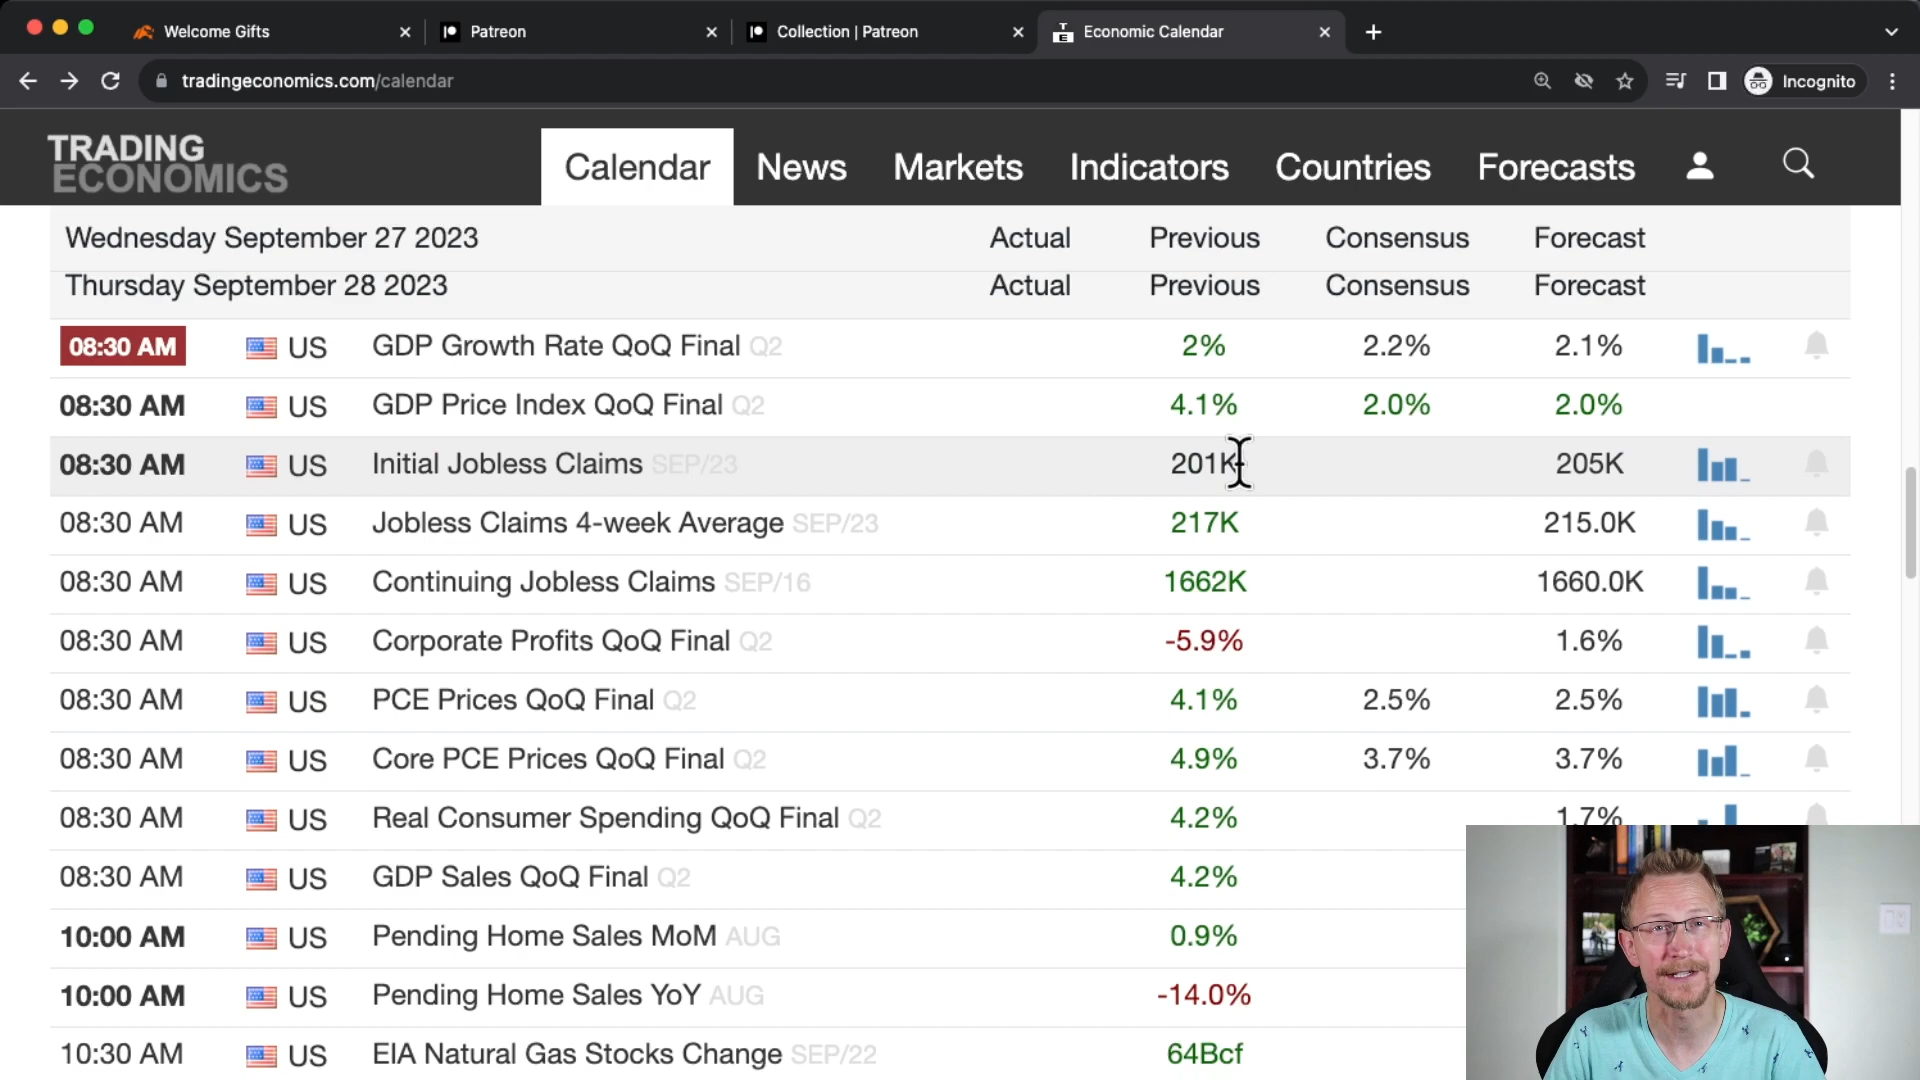 Welcome Gifts
Patreon
Collection | Patreon
TE
Economic Calendar
tradingeconomics.com/calendar
Incognito
TRADING
ECONOMICS
Calendar News Markets Indicators Countries Forecasts
Wednesday September 27 2023 Actual Previous Consensus Forecast
Thursday September 28 2023 Actual Previous Consensus Forecast
08:30 AM US GDP Growth Rate QoQ Final Q2 2% 2.2% 2.1%
08:30 AM US GDP Price Index QoQ Final Q2 4.1% 2.0% 2.0%
08:30 AM US Initial Jobless Claims SEP/23 201K 205K
08:30 AM US Jobless Claims 4-week Average SEP/23 217K 215.0K
08:30 AM US Continuing Jobless Claims SEP/16 1662K 1660.0K
08:30 AM US Corporate Profits QoQ Final Q2 -5.9% 1.6%
08:30 AM US PCE Prices QoQ Final Q2 4.1% 2.5% 2.5%
08:30 AM US Core PCE Prices QoQ Final Q2 4.9% 3.7% 3.7%
08:30 AM US Real Consumer Spending QoQ Final Q2 4.2% 1.7%
08:30 AM US GDP Sales QoQ Final Q2 4.2%
10:00 AM US Pending Home Sales MoM AUG 0.9%
10:00 AM US Pending Home Sales YoY AUG -14.0%
10:30 AM US EIA Natural Gas Stocks Change SEP/22 64Bcf